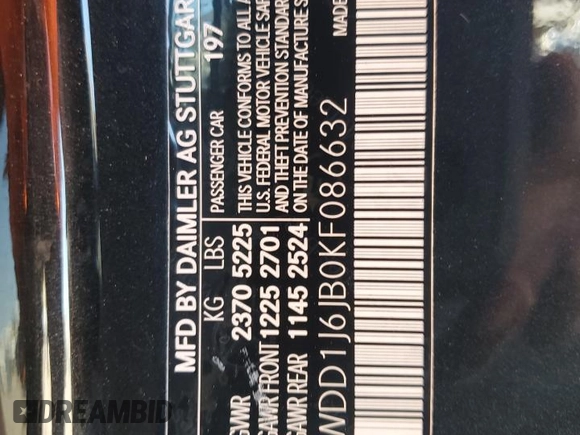 MFD BY DAIMLER AG STUTTGAR
KG LBS PASSENGER CAR 197
GVWR 2370 5225 THIS VEHICLE CONFORMS TO ALL A
GAWR FRONT 1225 2701 U.S. FEDERAL MOTOR VEHICLE SAF
GAWR REAR 1145 2524 AND THEFT PREVENTION STANDAR
ON THE DATE OF MANUFACTURE S
WDD1J6JB0KF086632 MADE
DREAMBID